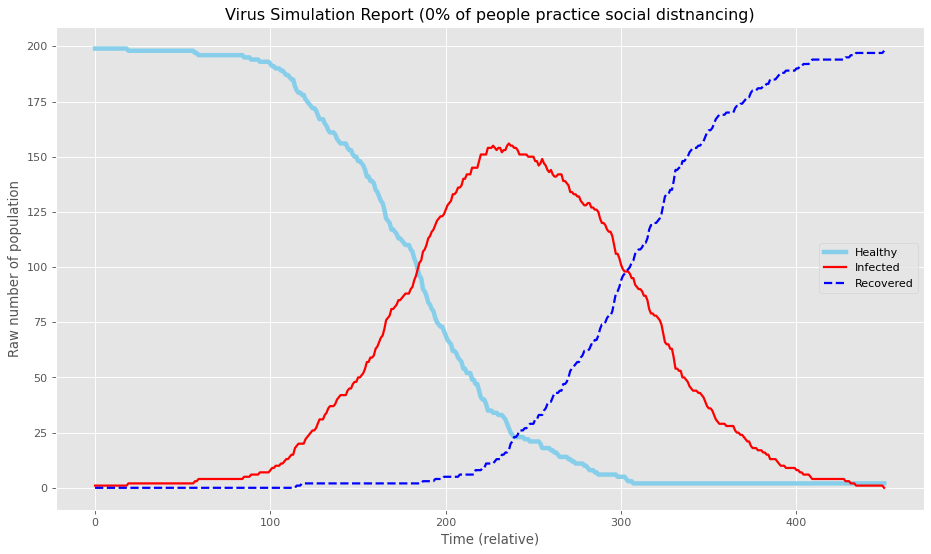 Virus Simulation Report (0% of people practice social distnancing)
Raw number of population
200
175
150
125
100
75
50
25
0
Healthy
Infected
Recovered
0 100 200 300 400
Time (relative)